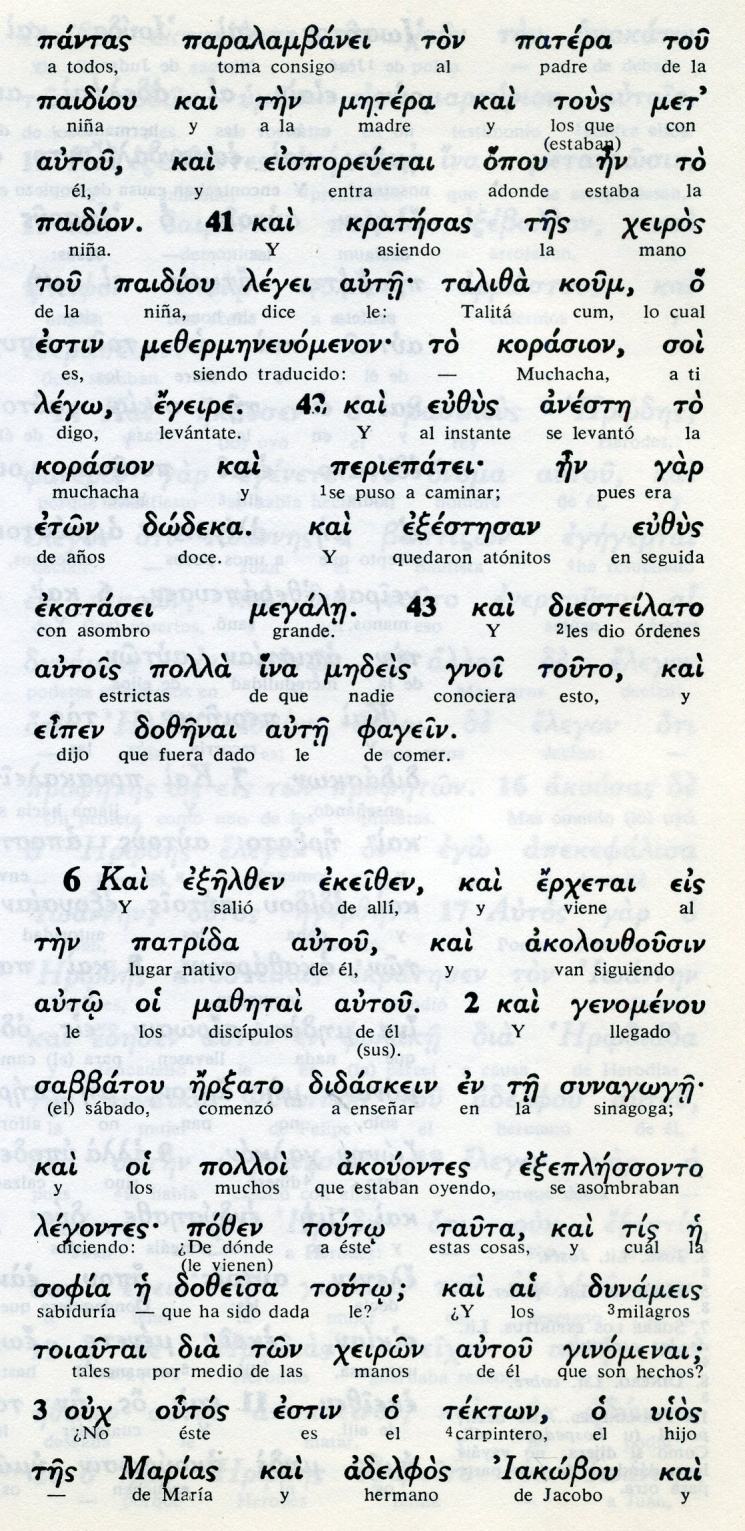 πάντας παραλαμβάνει τὸν πατέρα τοῦ
a todos, toma consigo al padre de la
παιδίου καὶ τὴν μητέρα καὶ τοὺς μετ’
niña y a la madre y los que con
(estaban)
αὐτοῦ, καὶ εἰσπορεύεται ὅπου ἦν τὸ
él, y entra adonde estaba la
παιδίον. 41 καὶ κρατήσας τῆς χειρὸς
niña. Y asiendo la mano
τοῦ παιδίου λέγει αὐτῇ· ταλιθὰ κοῦμ, ὅ
de la niña, dice le: Talitá cum, lo cual
ἐστιν μεθερμηνευόμενον· τὸ κοράσιον, σοὶ
es, siendo traducido: — Muchacha, a ti
λέγω, ἔγειρε. 42 καὶ εὐθὺς ἀνέστη τὸ
digo, levántate. Y al instante se levantó la
κοράσιον καὶ περιεπάτει· ἦν γὰρ
muchacha y 1se puso a caminar; pues era
ἐτῶν δώδεκα. καὶ ἐξέστησαν εὐθὺς
de años doce. Y quedaron atónitos en seguida
ἐκστάσει μεγάλῃ. 43 καὶ διεστείλατο
con asombro grande. Y 2les dio órdenes
αὐτοῖς πολλὰ ἵνα μηδεὶς γνοῖ τοῦτο, καὶ
estrictas de que nadie conociera esto, y
εἶπεν δοθῆναι αὐτῇ φαγεῖν.
dijo que fuera dado le de comer.
6 Καὶ ἐξῆλθεν ἐκεῖθεν, καὶ ἔρχεται εἰς
Y salió de allí, y viene al
τὴν πατρίδα αὐτοῦ, καὶ ἀκολουθοῦσιν
lugar nativo de él, y van siguiendo
αὐτῷ οἱ μαθηταὶ αὐτοῦ. 2 καὶ γενομένου
le los discípulos de él Y llegado
(sus).
σαββάτου ἤρξατο διδάσκειν ἐν τῇ συναγωγῇ·
(el) sábado, comenzó a enseñar en la sinagoga;
καὶ οἱ πολλοὶ ἀκούοντες ἐξεπλήσσοντο
y los muchos que estaban oyendo, se asombraban
λέγοντες· πόθεν τούτῳ ταῦτα, καὶ τίς ἡ
diciendo: ¿De dónde a éste estas cosas, y cuál la
(le vienen)
σοφία ἡ δοθεῖσα τούτῳ; καὶ αἱ δυνάμεις
sabiduría — que ha sido dada le? ¿Y los 3milagros
τοιαῦται διὰ τῶν χειρῶν αὐτοῦ γινόμεναι;
tales por medio de las manos de él que son hechos?
3 οὐχ οὗτός ἐστιν ὁ τέκτων, ὁ υἱὸς
¿No éste es el 4carpintero, el hijo
τῆς Μαρίας καὶ ἀδελφὸς Ἰακώβου καὶ
— de María y hermano de Jacobo y